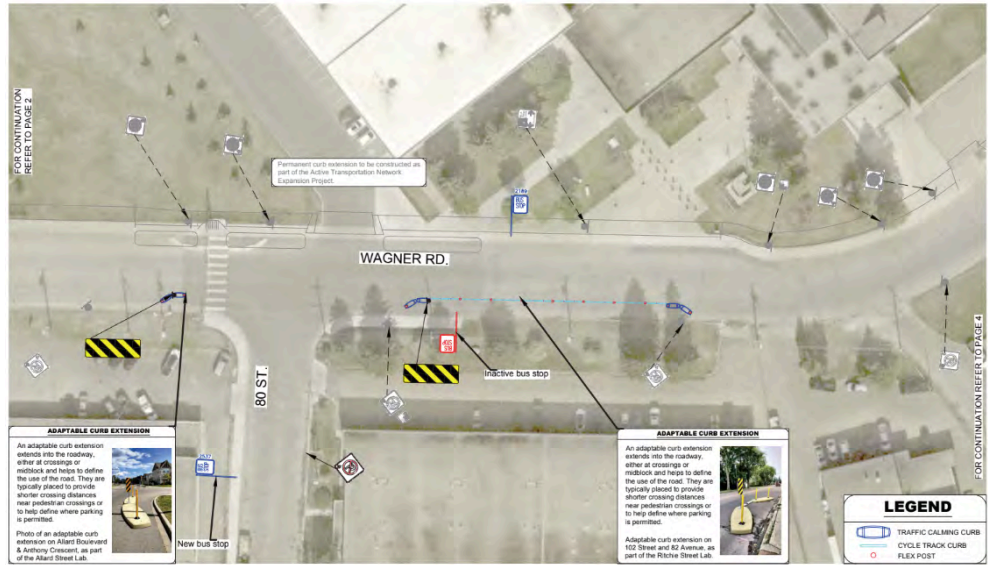 FOR CONTINUATION
REFER TO PAGE 2
Permanent curb extension to be constructed as
part of the Active Transportation Network
Expansion Project.
BUS
STOP
WAGNER RD.
BUS
STOP
Inactive bus stop
80 ST.
FOR CONTINUATION REFER TO PAGE 4
ADAPTABLE CURB EXTENSION
An adaptable curb extension
extends into the roadway,
either at crossings or
midblock and helps to define
the use of the road. They are
typically placed to provide
shorter crossing distances
near pedestrian crossings or
to help define where parking
is permitted.
Photo of an adaptable curb
extension on Allard Boulevard
& Anthony Crescent, as part
of the Allard Street Lab.
2577
BUS
STOP
New bus stop
ADAPTABLE CURB EXTENSION
An adaptable curb extension
extends into the roadway,
either at crossings or
midblock and helps to define
the use of the road. They are
typically placed to provide
shorter crossing distances
near pedestrian crossings or
to help define where parking
is permitted.
Adaptable curb extension on
102 Street and 82 Avenue, as
part of the Ritchie Street Lab.
LEGEND
TRAFFIC CALMING CURB
CYCLE TRACK CURB
FLEX POST